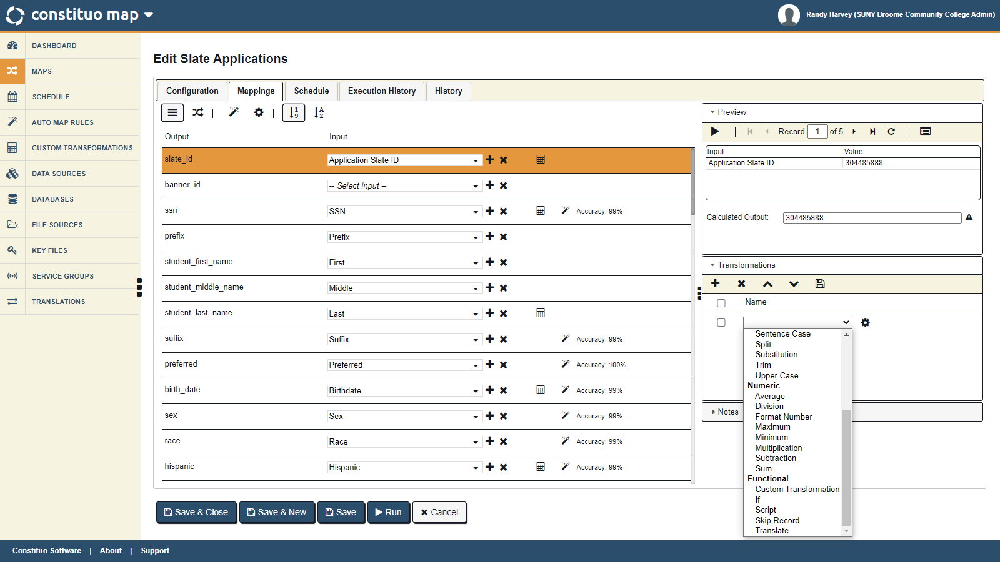 constituo map
Randy Harvey (SUNY Broome Community College Admin)
DASHBOARD
MAPS
SCHEDULE
AUTO MAP RULES
CUSTOM TRANSFORMATIONS
DATA SOURCES
DATABASES
FILE SOURCES
KEY FILES
SERVICE GROUPS
TRANSLATIONS
Edit Slate Applications
Configuration Mappings Schedule Execution History History
Output Input
slate_id Application Slate ID
banner_id -- Select Input --
ssn SSN Accuracy: 99%
prefix Prefix
student_first_name First
student_middle_name Middle
student_last_name Last
suffix Suffix Accuracy: 99%
preferred Preferred Accuracy: 100%
birth_date Birthdate Accuracy: 99%
sex Sex Accuracy: 99%
race Race Accuracy: 99%
hispanic Hispanic Accuracy: 99%
Preview
Record 1 of 5
Input Value
Application Slate ID 304485888
Calculated Output: 304485888
Transformations
Name
Sentence Case
Split
Substitution
Trim
Upper Case
Numeric
Average
Division
Format Number
Maximum
Minimum
Multiplication
Subtraction
Sum
Functional
Custom Transformation
If
Script
Skip Record
Translate
Notes
Save & Close Save & New Save Run Cancel
Constituo Software | About | Support